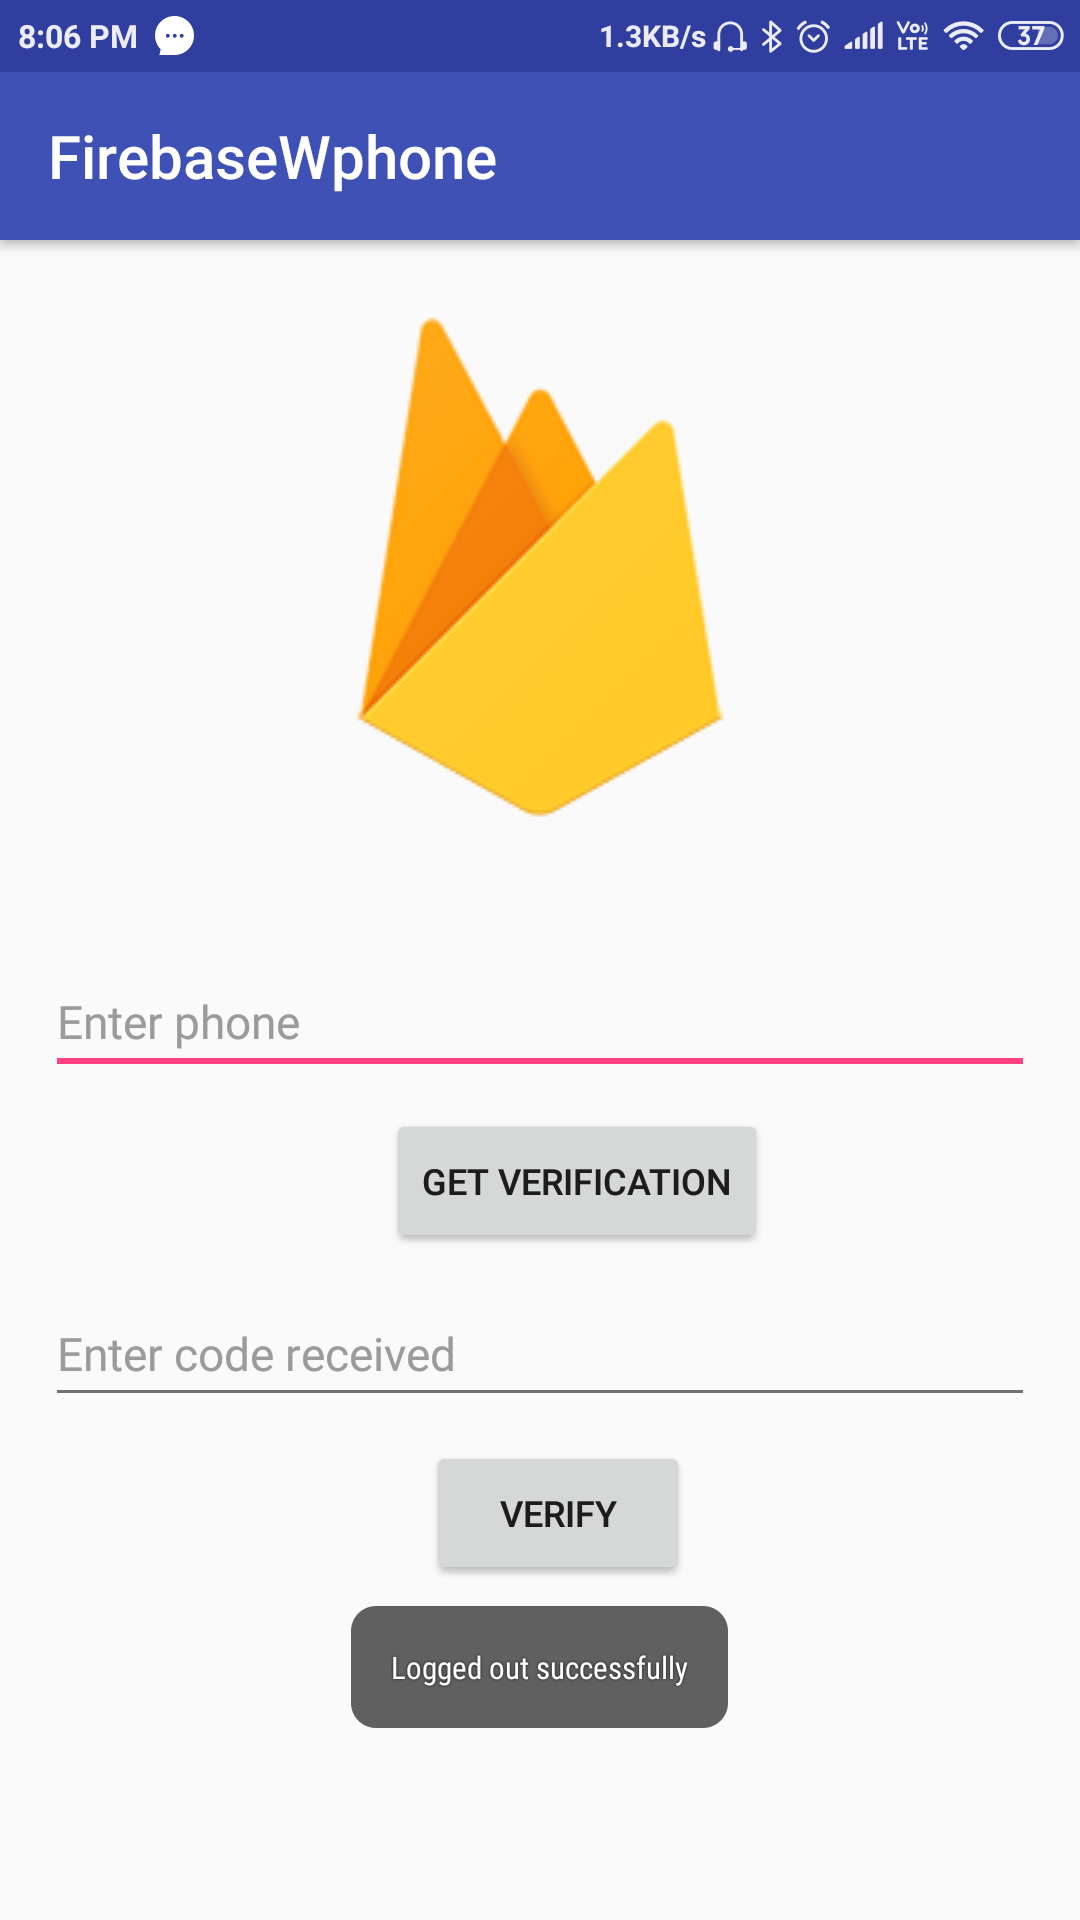 8:06 PM
1.3KB/s
Vo LTE
37
FirebaseWphone
Enter phone
GET VERIFICATION
Enter code received
VERIFY
Logged out successfully